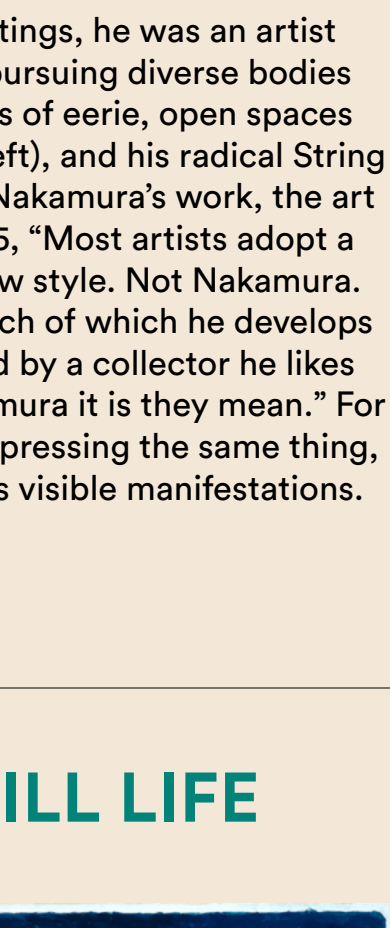 tings, he was an artist
ursuing diverse bodies
s of eerie, open spaces
eft), and his radical String
Nakamura’s work, the art
5, “Most artists adopt a
w style. Not Nakamura.
ch of which he develops
d by a collector he likes
mura it is they mean.” For
pressing the same thing,
s visible manifestations.
ILL LIFE